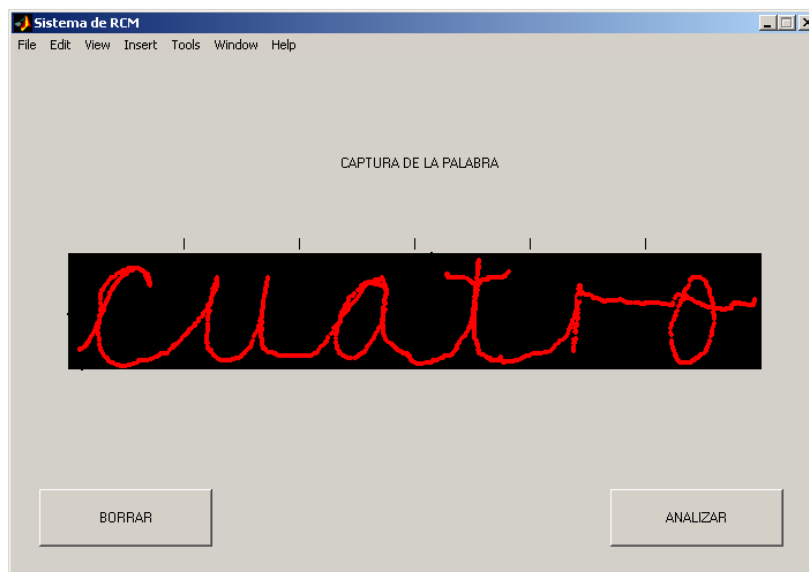 Sistema de RCM
File Edit View Insert Tools Window Help
CAPTURA DE LA PALABRA
cuatro
BORRAR ANALIZAR